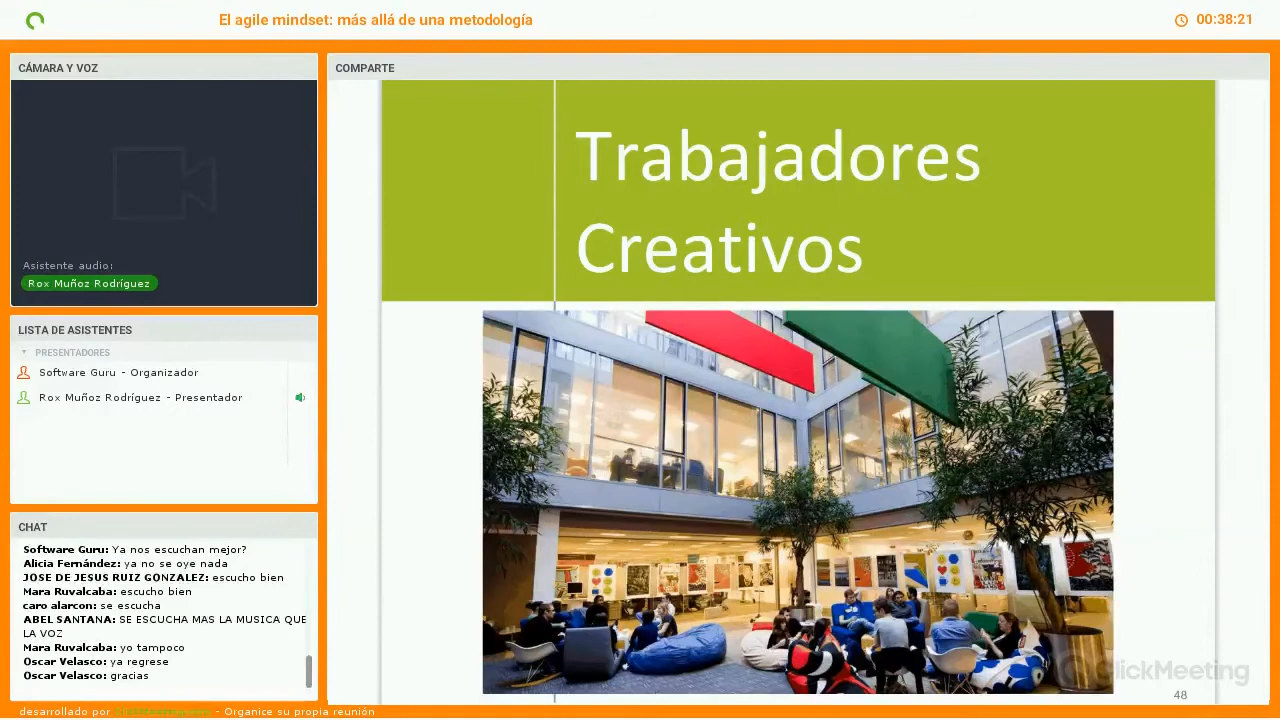 El agile mindset: más allá de una metodología
00:38:21
CÁMARA Y VOZ
Asistente audio:
Rox Muñoz Rodríguez
LISTA DE ASISTENTES
PRESENTADORES
Software Guru - Organizador
Rox Muñoz Rodríguez - Presentador
CHAT
Software Guru: Ya nos escuchan mejor?
Alicia Fernández: ya no se oye nada
JOSE DE JESUS RUIZ GONZALEZ: escucho bien
Mara Ruvalcaba: escucho bien
caro alarcon: se escucha
ABEL SANTANA: SE ESCUCHA MAS LA MUSICA QUE
LA VOZ
Mara Ruvalcaba: yo tampoco
Oscar Velasco: ya regrese
Oscar Velasco: gracias
desarrollado por
- Organice su propia reunión
COMPARTE
Trabajadores
Creativos
ClickMeeting
48